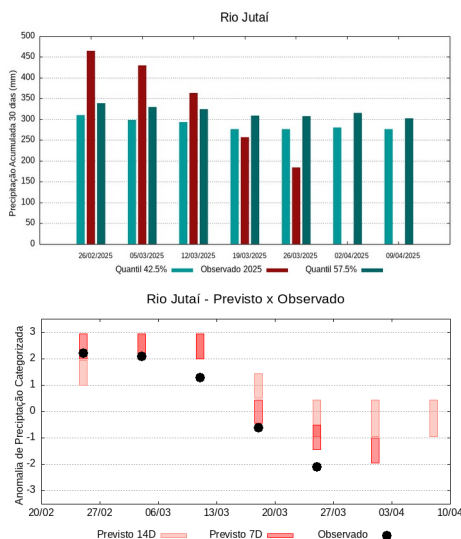 Rio Jutaí
Precipitação Acumulada 30 dias (mm)
500
450
400
350
300
250
200
150
100
50
0
26/02/2025 05/03/2025 12/03/2025 19/03/2025 26/03/2025 02/04/2025 09/04/2025
Quantil 42.5% Observado 2025 Quantil 57.5%
Rio Jutaí - Previsto x Observado
Anomalia de Precipitação Categorizada
3
2
1
0
-1
-2
-3
20/02 27/02 06/03 13/03 20/03 27/03 03/04 10/04
Previsto 14D Previsto 7D Observado